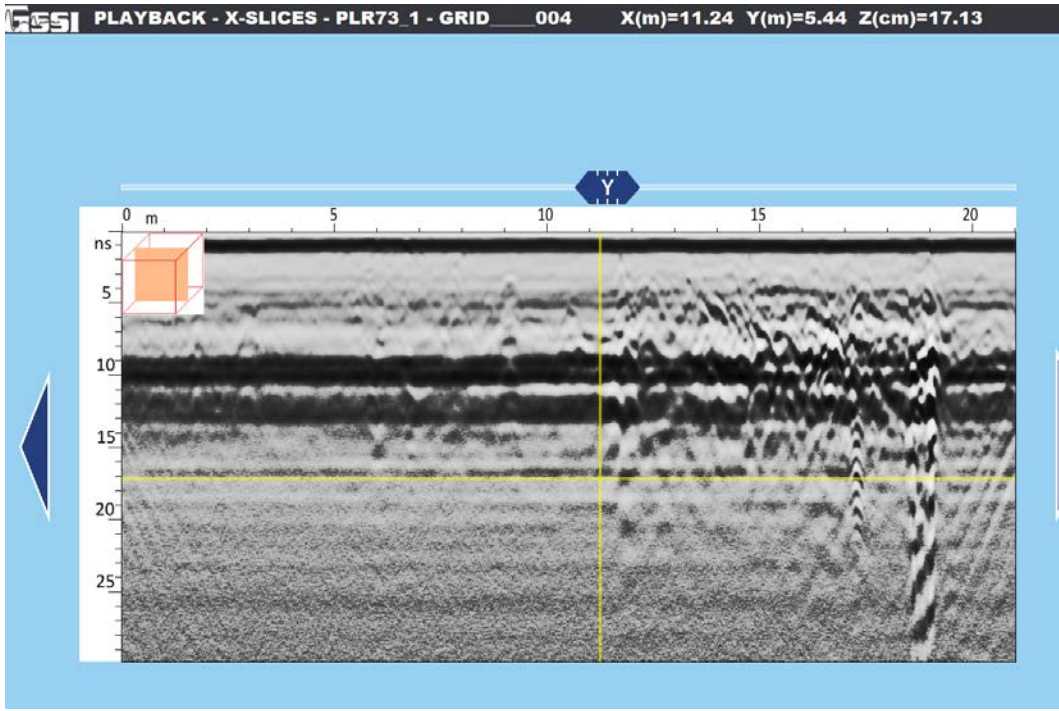 GSSI PLAYBACK - X-SLICES - PLR73_1 - GRID____004 X(m)=11.24 Y(m)=5.44 Z(cm)=17.13
Y
0 m 5 10 15 20
ns
5
10
15
20
25